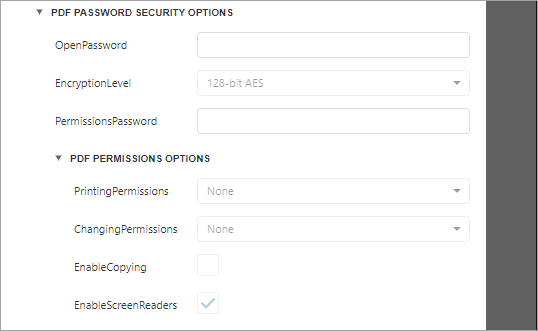 PDF PASSWORD SECURITY OPTIONS
OpenPassword
EncryptionLevel 128-bit AES
PermissionsPassword
PDF PERMISSIONS OPTIONS
PrintingPermissions None
ChangingPermissions None
EnableCopying
EnableScreenReaders